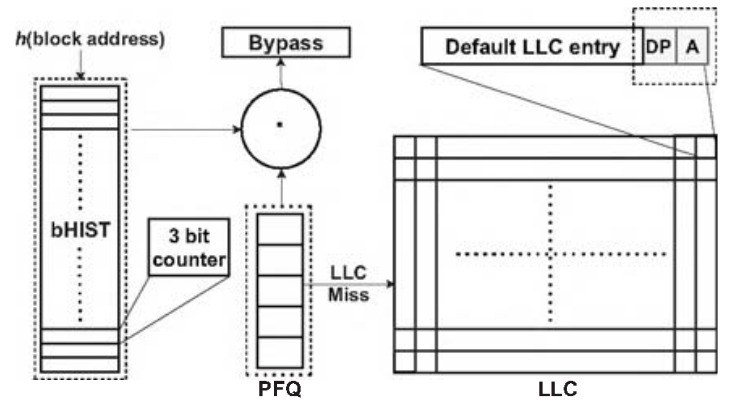 h(block address)
Bypass
Default LLC entry
DP
A
bHIST
3 bit
counter
LLC
Miss
PFQ
LLC